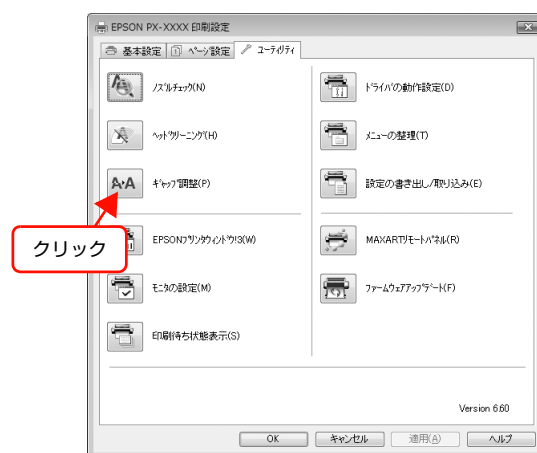 EPSON PX-XXXX 印刷設定
基本設定 ページ設定 ユーティリティ
ノズルチェック(N)
ヘッドクリーニング(H)
ギャップ調整(P)
クリック
EPSONプリンタウィンドウ!3(W)
モニタの設定(M)
印刷待ち状態表示(S)
ドライバの動作設定(D)
メニューの整理(T)
設定の書き出し/取り込み(E)
MAXARTリモートパネル(R)
ファームウェアアップデート(F)
Version 6.60
OK キャンセル 適用(A) ヘルプ